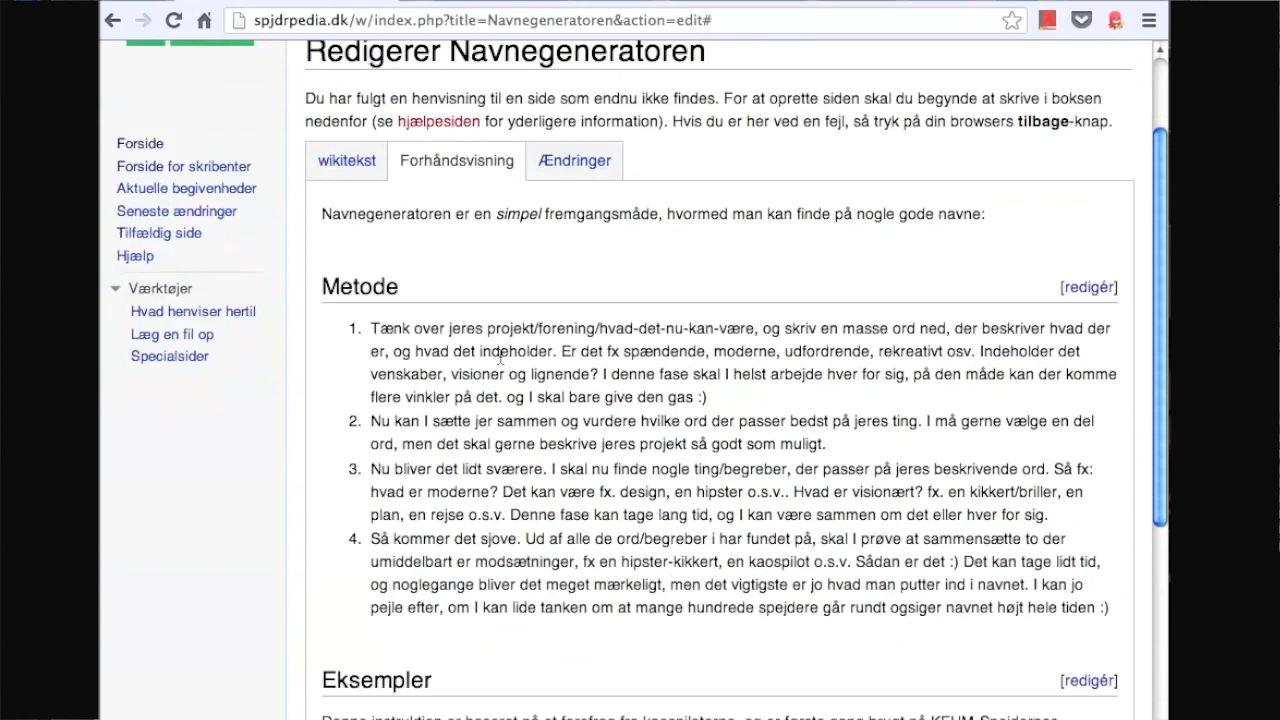 spjdrpedia.dk/w/index.php?title=Navnegeneratoren&action=edit#
Redigerer Navnegeneratoren
Du har fulgt en henvisning til en side som endnu ikke findes. For at oprette siden skal du begynde at skrive i boksen
nedenfor (se hjælpesiden for yderligere information). Hvis du er her ved en fejl, så tryk på din browsers tilbage-knap.
Forside
Forside for skribenter
Aktuelle begivenheder
Seneste ændringer
Tilfældig side
Hjælp
Værktøjer
Hvad henviser hertil
Læg en fil op
Specialsider
wikitekst Forhåndsvisning Ændringer
Navnegeneratoren er en simpel fremgangsmåde, hvormed man kan finde på nogle gode navne:
Metode [redigér]
1. Tænk over jeres projekt/forening/hvad-det-nu-kan-være, og skriv en masse ord ned, der beskriver hvad der
er, og hvad det indeholder. Er det fx spændende, moderne, udfordrende, rekreativt osv. Indeholder det
venskaber, visioner og lignende? I denne fase skal I helst arbejde hver for sig, på den måde kan der komme
flere vinkler på det. og I skal bare give den gas :)
2. Nu kan I sætte jer sammen og vurdere hvilke ord der passer bedst på jeres ting. I må gerne vælge en del
ord, men det skal gerne beskrive jeres projekt så godt som muligt.
3. Nu bliver det lidt sværere. I skal nu finde nogle ting/begreber, der passer på jeres beskrivende ord. Så fx:
hvad er moderne? Det kan være fx. design, en hipster o.s.v.. Hvad er visionært? fx. en kikkert/briller, en
plan, en rejse o.s.v. Denne fase kan tage lang tid, og I kan være sammen om det eller hver for sig.
4. Så kommer det sjove. Ud af alle de ord/begreber i har fundet på, skal I prøve at sammensætte to der
umiddelbart er modsætninger, fx en hipster-kikkert, en kaospilot o.s.v. Sådan er det :) Det kan tage lidt tid,
og noglegange bliver det meget mærkeligt, men det vigtigste er jo hvad man putter ind i navnet. I kan jo
pejle efter, om I kan lide tanken om at mange hundrede spejdere går rundt ogsiger navnet højt hele tiden :)
Eksempler [redigér]